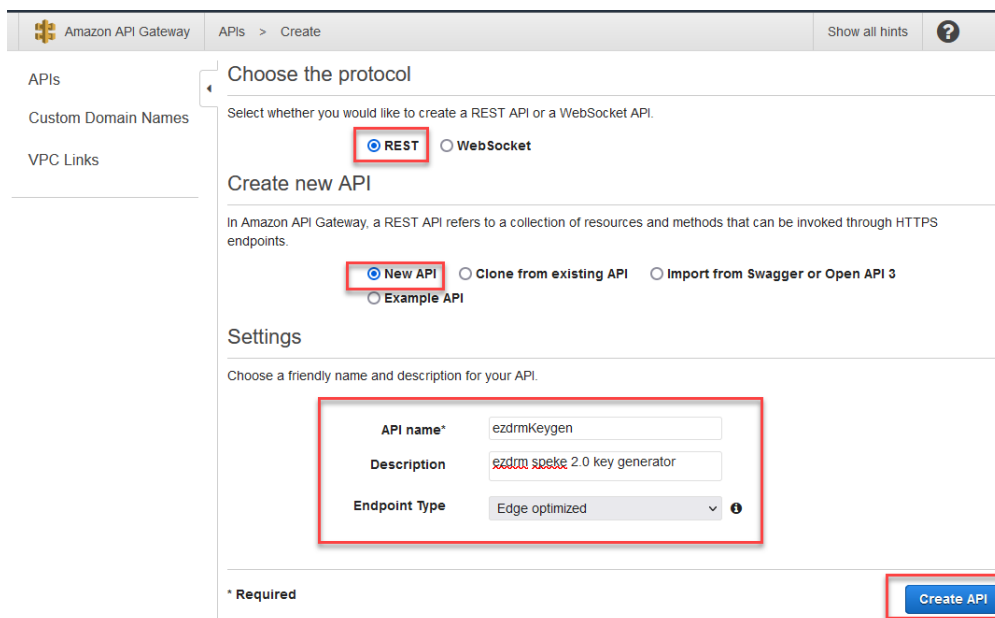 Amazon API Gateway
APIs > Create
Show all hints
?
APIs
Custom Domain Names
VPC Links
Choose the protocol
Select whether you would like to create a REST API or a WebSocket API.
REST
WebSocket
Create new API
In Amazon API Gateway, a REST API refers to a collection of resources and methods that can be invoked through HTTPS
endpoints.
New API
Clone from existing API
Import from Swagger or Open API 3
Example API
Settings
Choose a friendly name and description for your API.
API name*
ezdrmKeygen
Description
ezdrm speke 2.0 key generator
Endpoint Type
Edge optimized
* Required
Create API